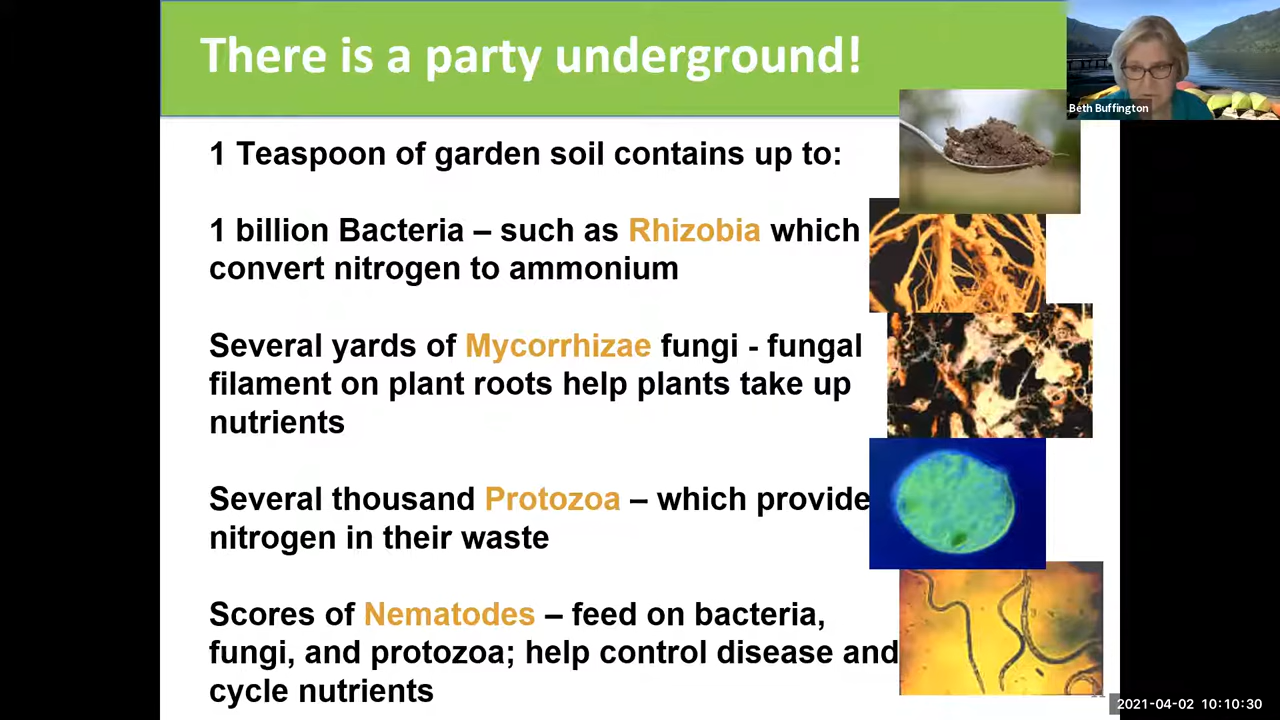 There is a party underground!
Beth Buffington
1 Teaspoon of garden soil contains up to:
1 billion Bacteria – such as Rhizobia which
convert nitrogen to ammonium
Several yards of Mycorrhizae fungi - fungal
filament on plant roots help plants take up
nutrients
Several thousand Protozoa – which provide
nitrogen in their waste
Scores of Nematodes – feed on bacteria,
fungi, and protozoa; help control disease and
cycle nutrients
2021-04-02 10:10:30